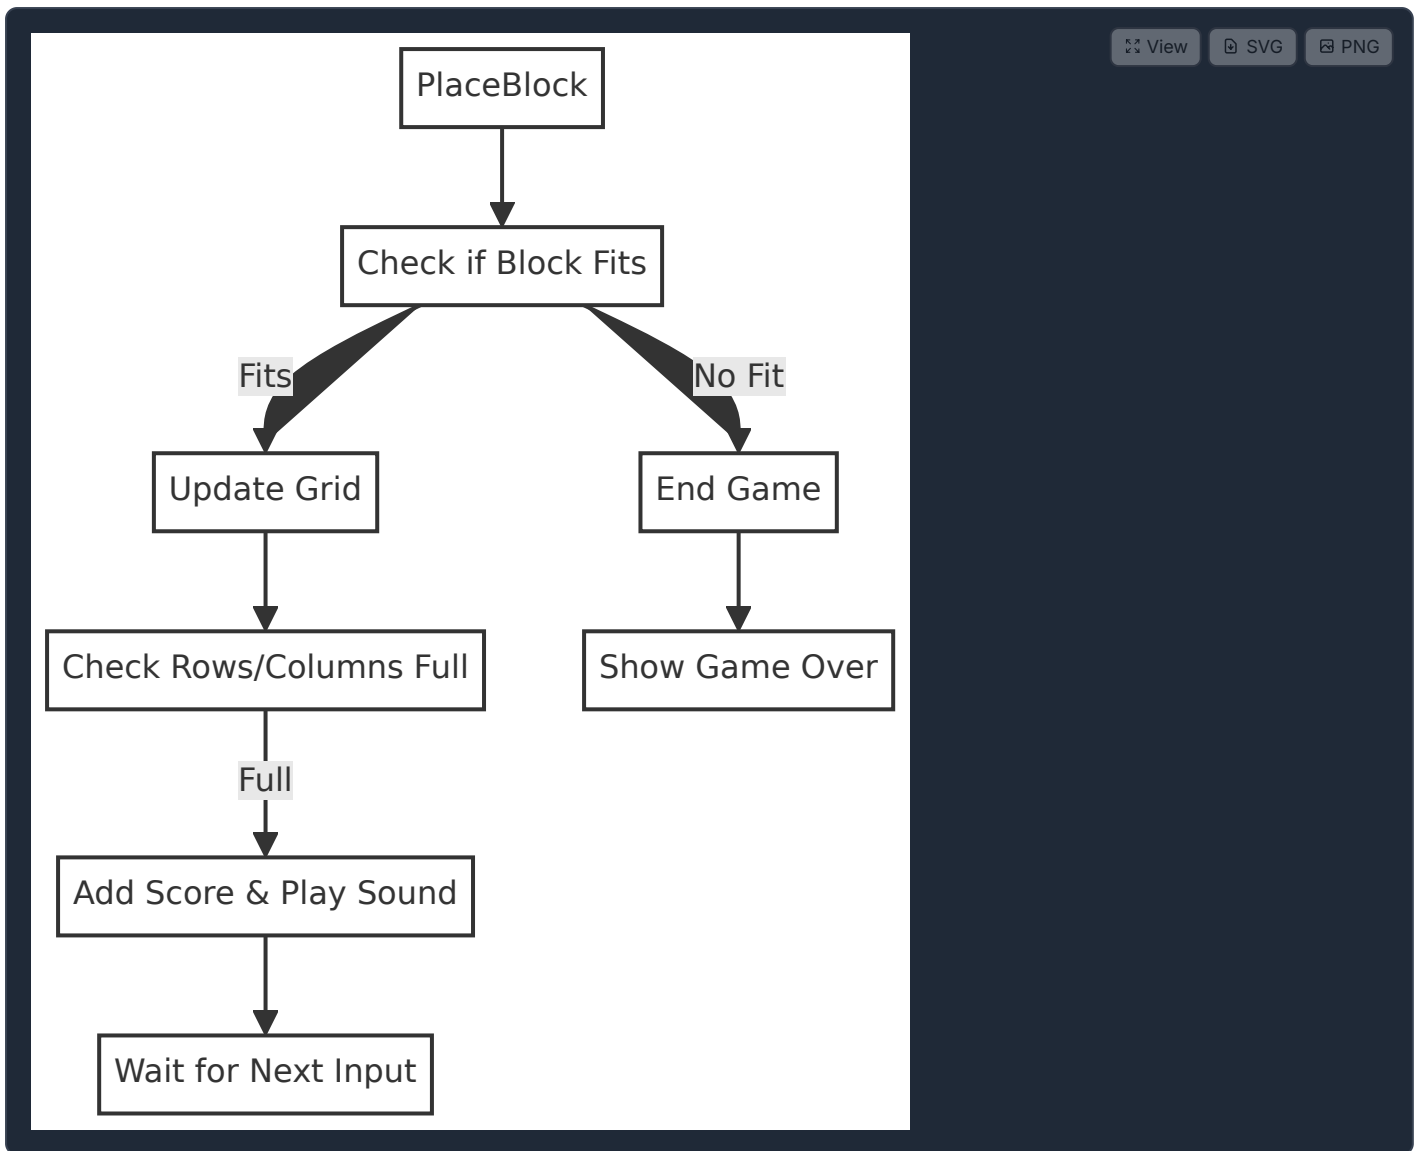 View
SVG
PNG
PlaceBlock
Check if Block Fits
Fits
No Fit
Update Grid
End Game
Check Rows/Columns Full
Show Game Over
Full
Add Score & Play Sound
Wait for Next Input